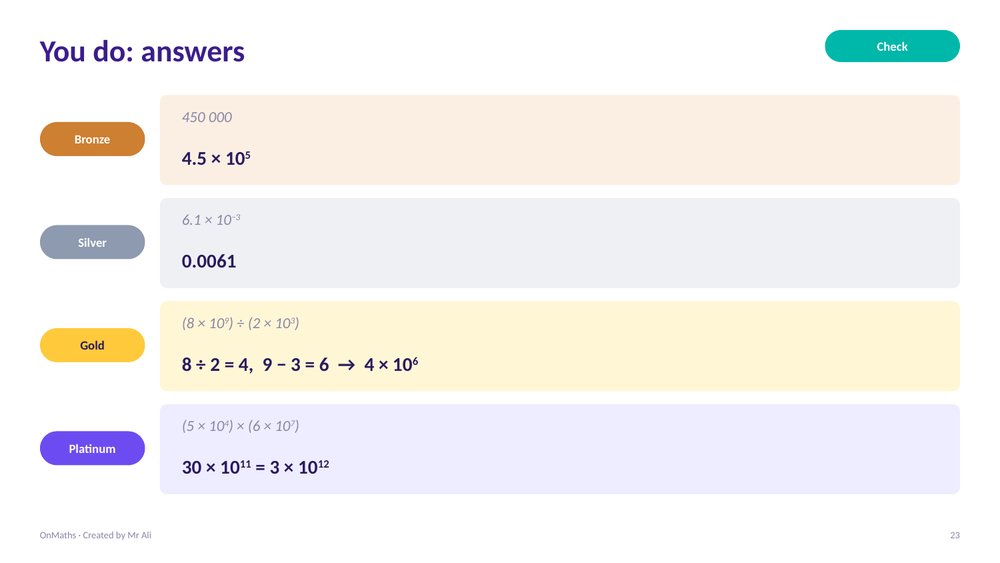 You do: answers
Check
Bronze
450 000
4.5 × 10⁵
Silver
6.1 × 10⁻³
0.0061
Gold
(8 × 10⁹) ÷ (2 × 10³)
8 ÷ 2 = 4,  9 − 3 = 6  →  4 × 10⁶
Platinum
(5 × 10⁴) × (6 × 10⁷)
30 × 10¹¹ = 3 × 10¹²
OnMaths · Created by Mr Ali
23